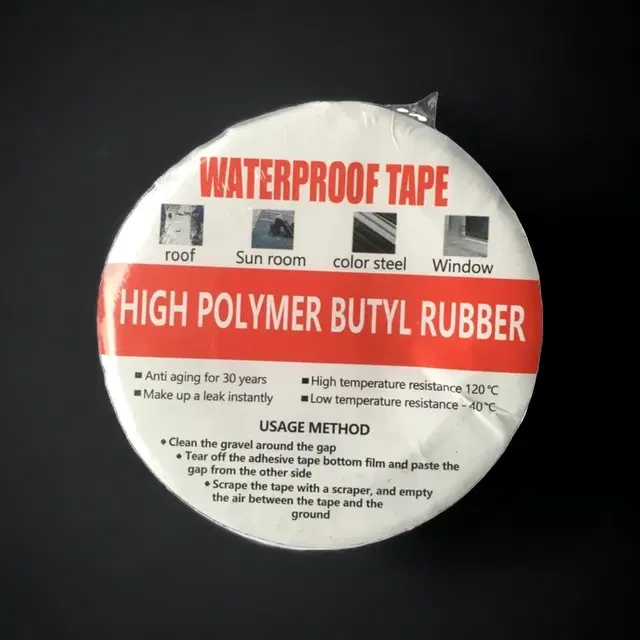 WATERPROOF TAPE
roof
Sun room
color steel
Window
HIGH POLYMER BUTYL RUBBER
■ Anti aging for 30 years
■ High temperature resistance 120℃
■ Make up a leak instantly
■ Low temperature resistance - 40℃
USAGE METHOD
◆ Clean the gravel around the gap
◆ Tear off the adhesive tape bottom film and paste the
gap from the other side
◆ Scrape the tape with a scraper, and empty
the air between the tape and the
ground